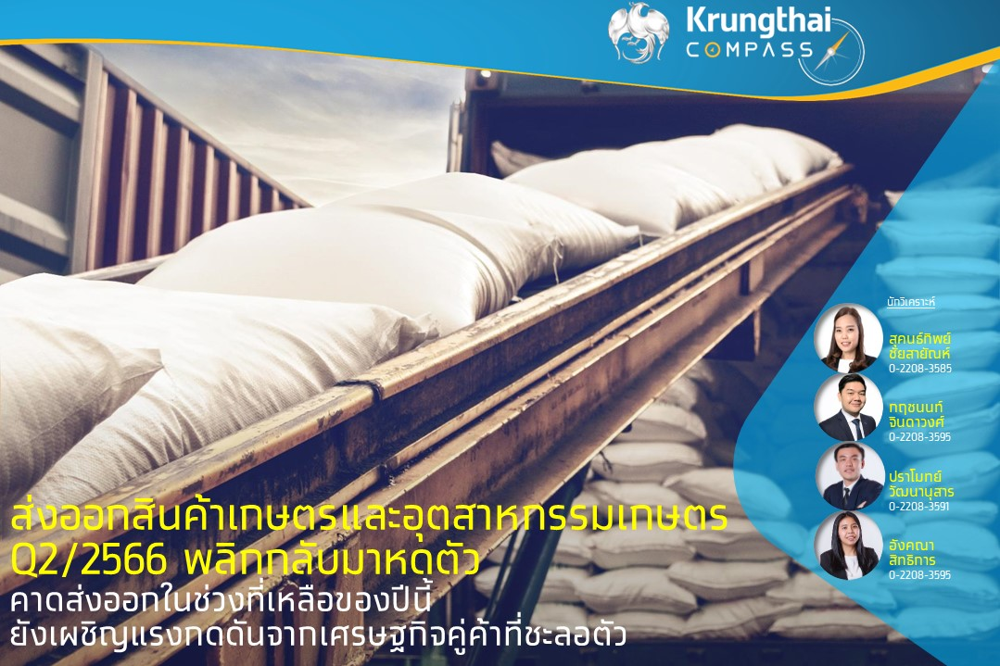 Krungthai
COMPASS
นักวิเคราะห์
สุคนธ์ทิพย์
ชัยสายัณห์
0-2208-3585
กฤชนนท์
จินดาวงศ์
0-2208-3595
ปราโมทย์
วัฒนานุสาร
0-2208-3591
อังคณา
สิทธิการ
0-2208-3595
ส่งออกสินค้าเกษตรและอุตสาหกรรมเกษตร
Q2/2566 พลิกกลับมาหดตัว
คาดส่งออกในช่วงที่เหลือของปีนี้
ยังเผชิญแรงกดดันจากเศรษฐกิจคู่ค้าที่ชะลอตัว